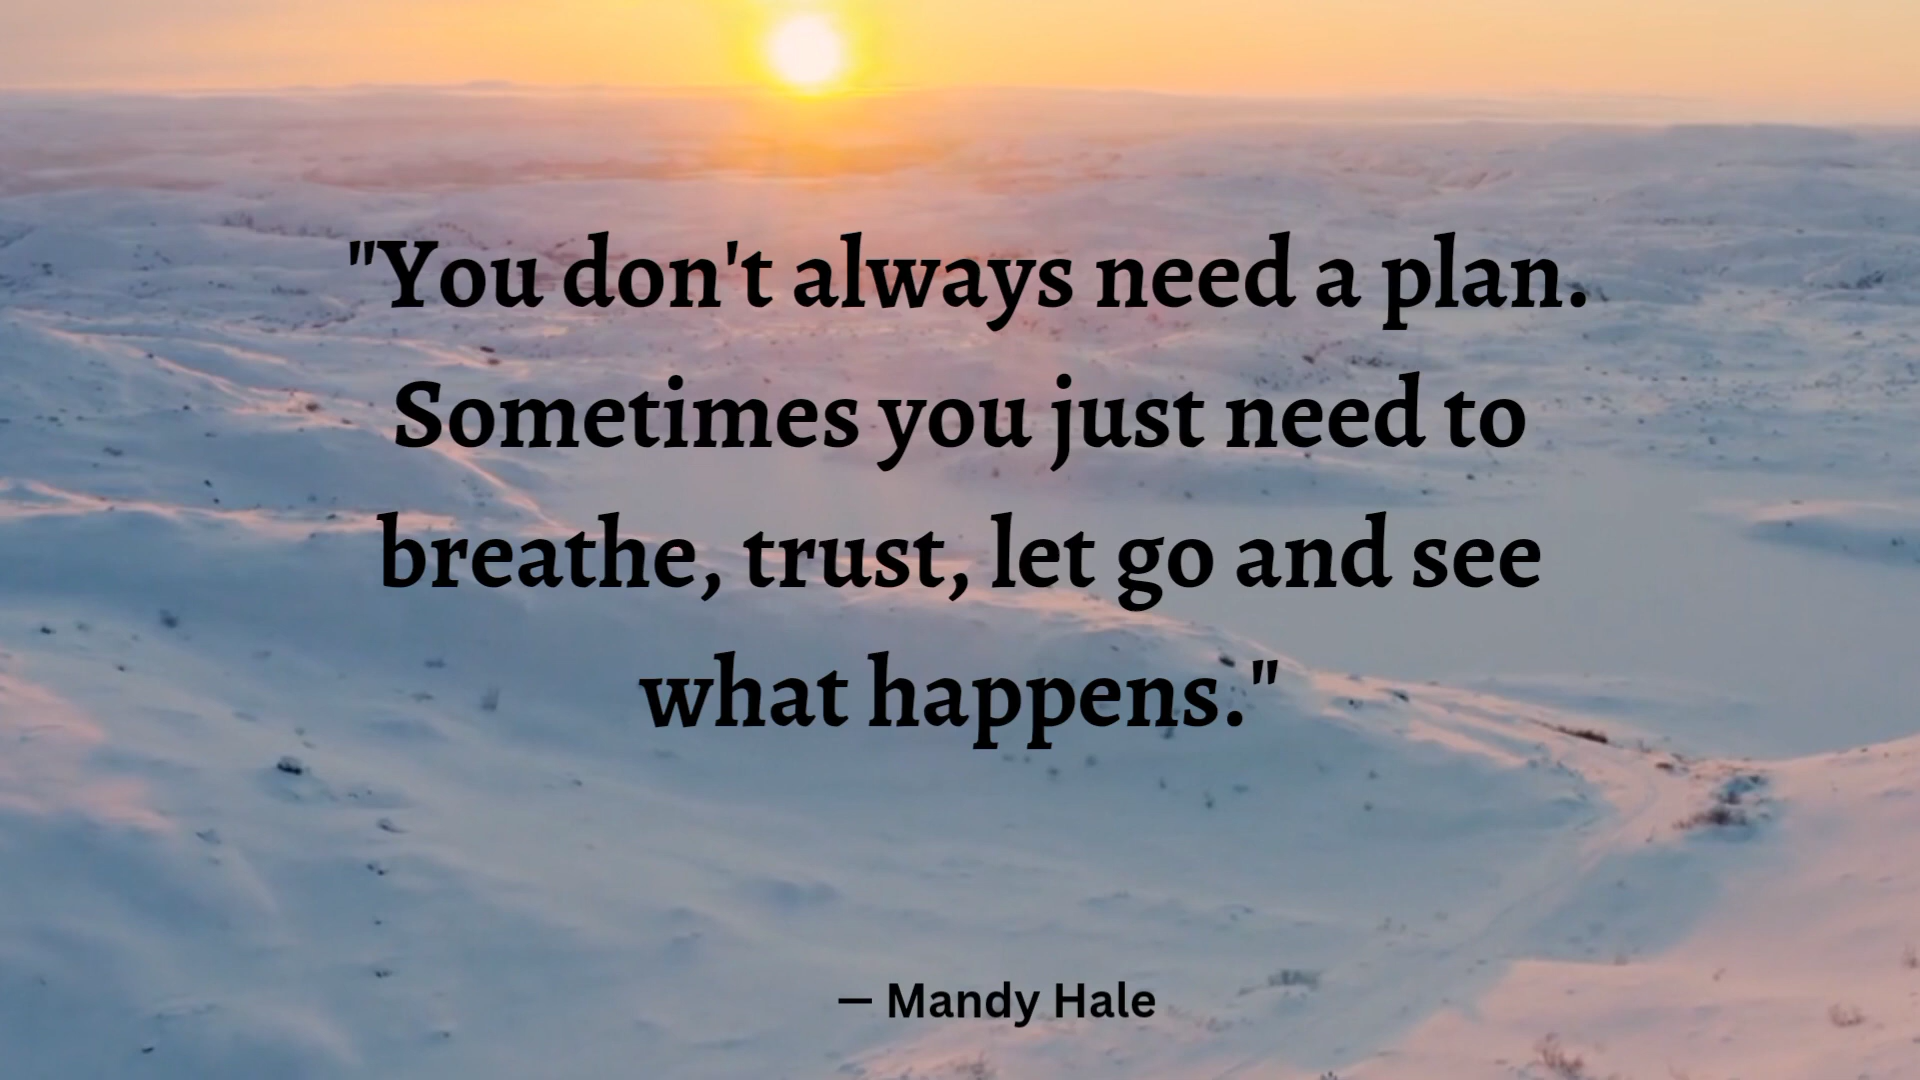 "You don't always need a plan.
Sometimes you just need to
breathe, trust, let go and see
what happens."
— Mandy Hale